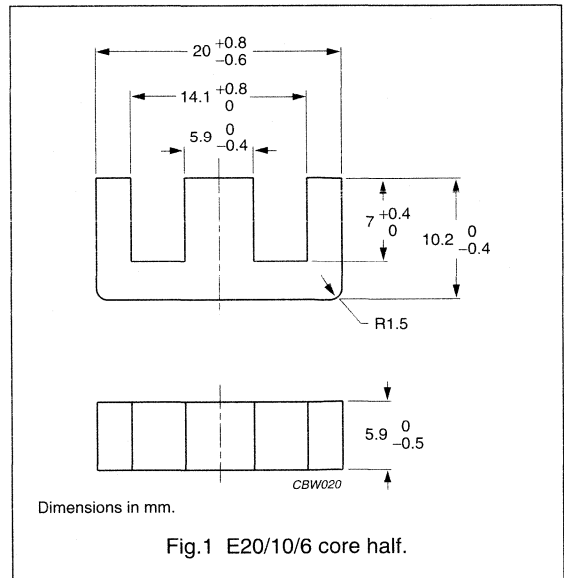 20 +0.8 −0.6
14.1 +0.8 0
5.9 0 −0.4
7 +0.4 0
10.2 0 −0.4
R1.5
5.9 0 −0.5
CBW020
Dimensions in mm.
Fig.1 E20/10/6 core half.